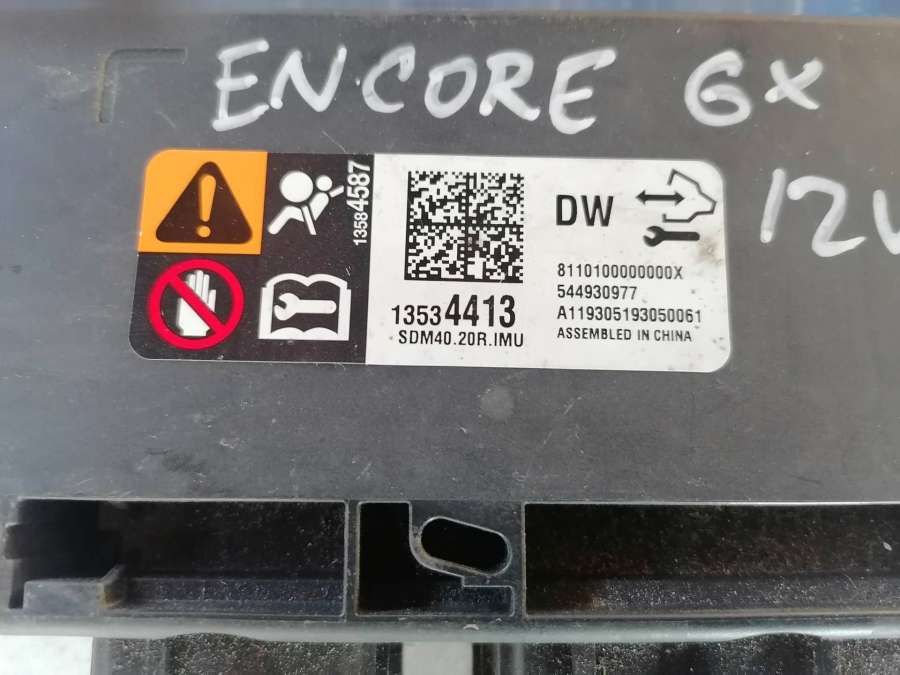 ENCORE GX
12V
13584587
DW
8110100000000X
544930977
13534413
A119305193050061
SDM40.20R.IMU
ASSEMBLED IN CHINA